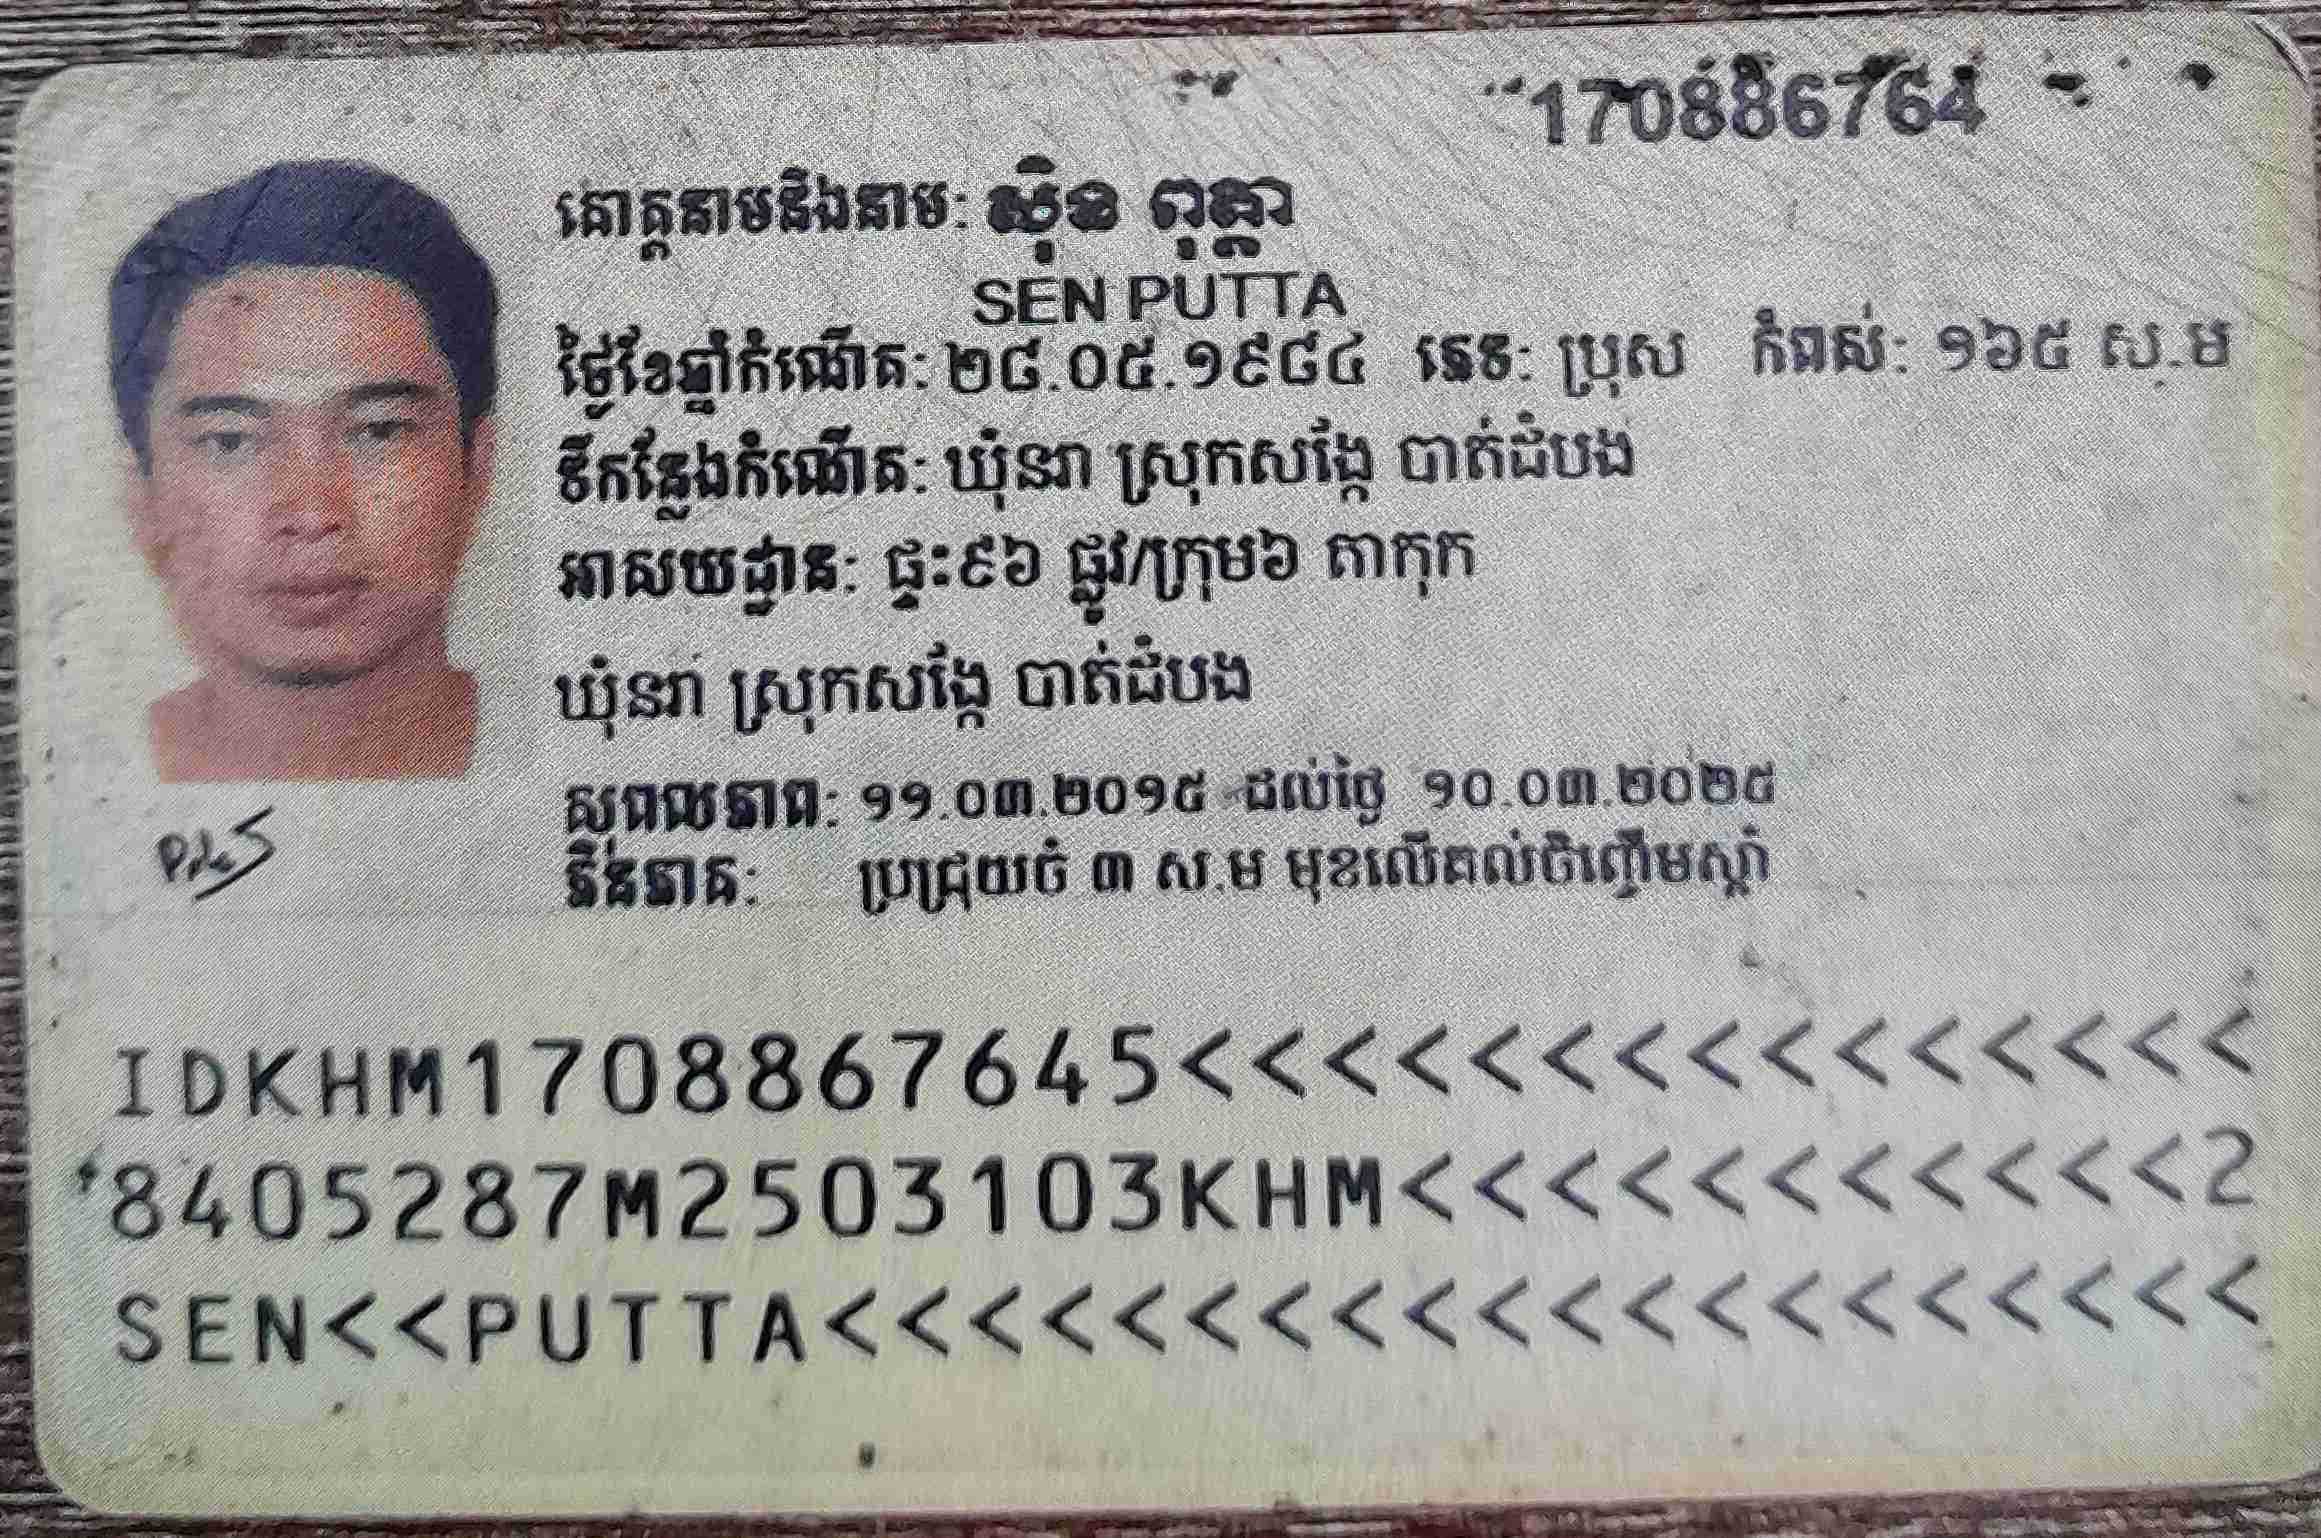 170886764
គោត្តនាមនិងនាម: ស៊ិន ពុត្តា
SEN PUTTA
ថ្ងៃខែឆ្នាំកំណើត: ២៨.០៥.១៩៨៤ ភេទ: ប្រុស កំពស់: ១៦៥ ស.ម
ទីកន្លែងកំណើត: ឃុំនរា ស្រុកសង្កែ បាត់ដំបង
អាសយដ្ឋាន: ផ្ទះ៩៦ ផ្លូវ/ក្រុម៦ តាកុក
ឃុំនរា ស្រុកសង្កែ បាត់ដំបង
សុពលភាព: ១១.០៣.២០១៥ ដល់ថ្ងៃ ១០.០៣.២០២៥
ភិនភាគ: ប្រជ្រុយចំ ៣ ស.ម មុខលើគល់ចិញ្ចើមស្តាំ
IDKHM1708867645<<<<<<<<<<<<<<<
8405287M2503103KHM<<<<<<<<<<<2
SEN<<PUTTA<<<<<<<<<<<<<<<<<<<<